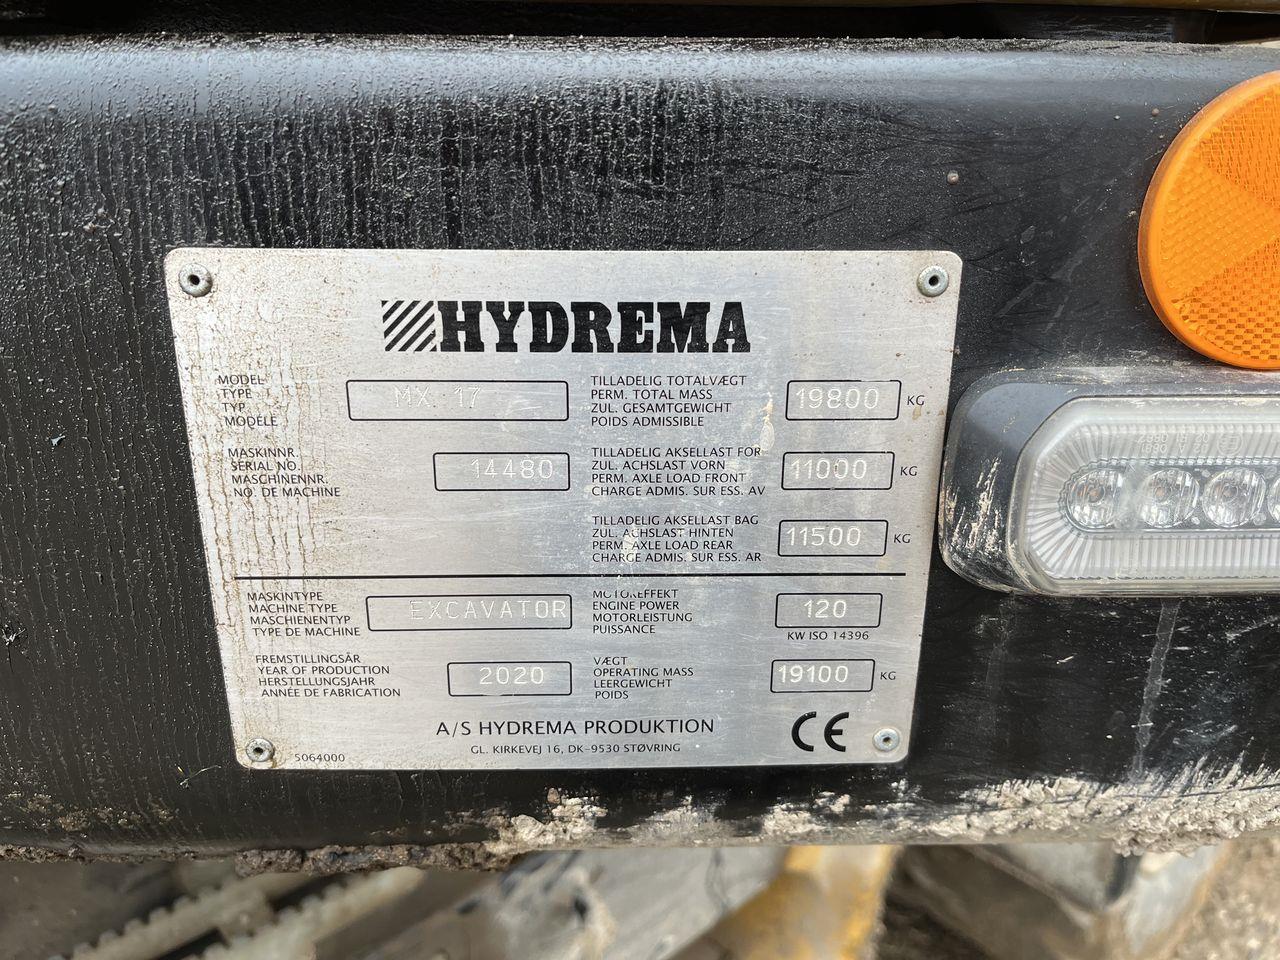 HYDREMA
MODEL
TYPE
TYP
MODÈLE
MX 17
TILLADELIG TOTALVÆGT
PERM. TOTAL MASS
ZUL. GESAMTGEWICHT
POIDS ADMISSIBLE
19800 KG
MASKINNR.
SERIAL NO.
MASCHINENNR.
NO. DE MACHINE
14480
TILLADELIG AKSELLAST FOR
ZUL. ACHSLAST VORN
PERM. AXLE LOAD FRONT
CHARGE ADMIS. SUR ESS. AV
11000 KG
TILLADELIG AKSELLAST BAG
ZUL. ACHSLAST HINTEN
PERM. AXLE LOAD REAR
CHARGE ADMIS. SUR ESS. AR
11500 KG
MASKINTYPE
MACHINE TYPE
MASCHIENENTYP
TYPE DE MACHINE
EXCAVATOR
MOTOREFFEKT
ENGINE POWER
MOTORLEISTUNG
PUISSANCE
120
KW ISO 14396
FREMSTILLINGSÅR
YEAR OF PRODUCTION
HERSTELLUNGSJAHR
ANNÉE DE FABRICATION
2020
VÆGT
OPERATING MASS
LEERGEWICHT
POIDS
19100 KG
A/S HYDREMA PRODUKTION
GL. KIRKEVEJ 16, DK-9530 STØVRING
5064000
CE